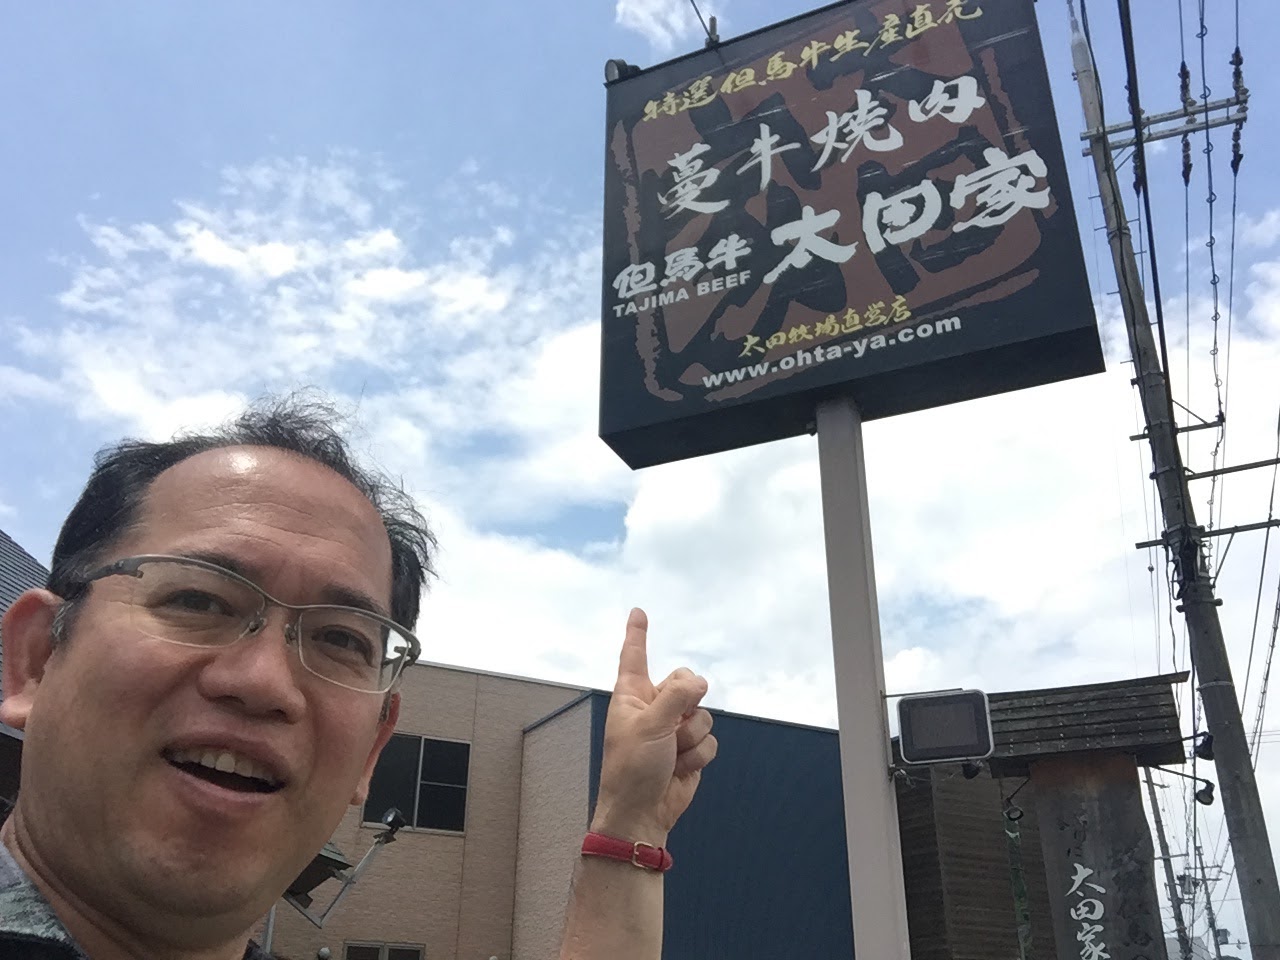 特選但馬牛生産直売
蔓牛焼肉
但馬牛 太田家
TAJIMA BEEF
太田牧場直営店
www.ohta-ya.com
太田家